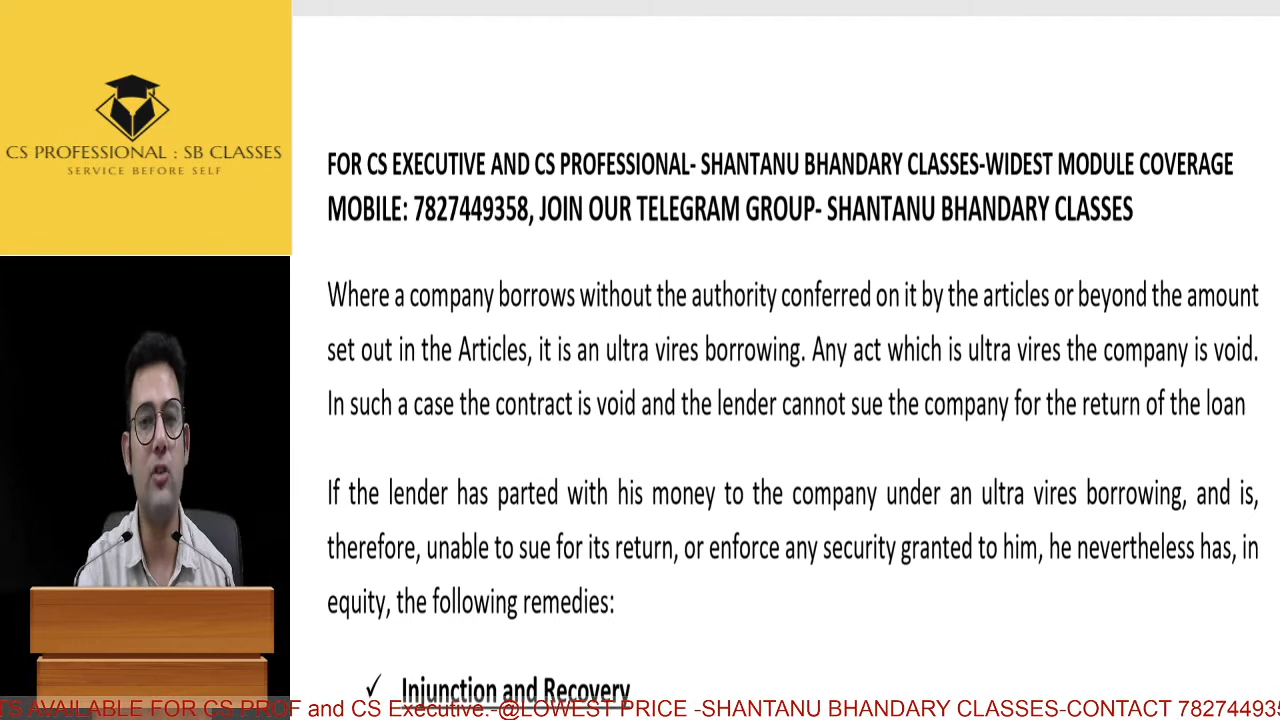 CS PROFESSIONAL : SB CLASSES
SERVICE BEFORE SELF
FOR CS EXECUTIVE AND CS PROFESSIONAL- SHANTANU BHANDARY CLASSES-WIDEST MODULE COVERAGE
MOBILE: 7827449358, JOIN OUR TELEGRAM GROUP- SHANTANU BHANDARY CLASSES
Where a company borrows without the authority conferred on it by the articles or beyond the amount
set out in the Articles, it is an ultra vires borrowing. Any act which is ultra vires the company is void.
In such a case the contract is void and the lender cannot sue the company for the return of the loan
If the lender has parted with his money to the company under an ultra vires borrowing, and is,
therefore, unable to sue for its return, or enforce any security granted to him, he nevertheless has, in
equity, the following remedies:
✓ Injunction and Recovery
TS AVAILABLE FOR CS PROF and CS Executive.-@LOWEST PRICE -SHANTANU BHANDARY CLASSES-CONTACT 78274493